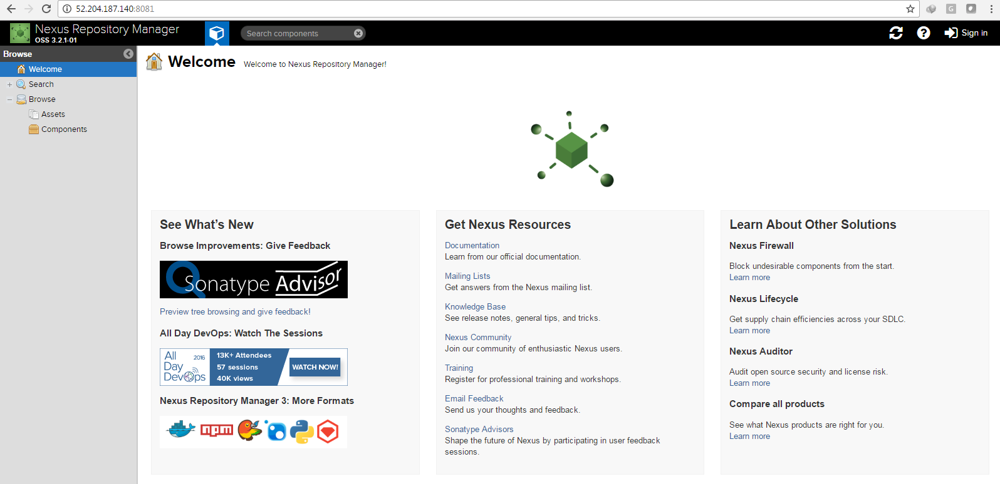 52.204.187.140:8081
Nexus Repository Manager
OSS 3.2.1-01
Search components
Sign in
Browse
Welcome
Search
Browse
Assets
Components
Welcome Welcome to Nexus Repository Manager!
See What's New
Browse Improvements: Give Feedback
Sonatype Advisor
Preview tree browsing and give feedback!
All Day DevOps: Watch The Sessions
All 2016
Day
DevOps
13K+ Attendees
57 sessions
40K views
WATCH NOW!
Nexus Repository Manager 3: More Formats
npm
Get Nexus Resources
Documentation
Learn from our official documentation.
Mailing Lists
Get answers from the Nexus mailing list.
Knowledge Base
See release notes, general tips, and tricks.
Nexus Community
Join our community of enthusiastic Nexus users.
Training
Register for professional training and workshops.
Email Feedback
Send us your thoughts and feedback.
Sonatype Advisors
Shape the future of Nexus by participating in user feedback
sessions.
Learn About Other Solutions
Nexus Firewall
Block undesirable components from the start.
Learn more
Nexus Lifecycle
Get supply chain efficiencies across your SDLC.
Learn more
Nexus Auditor
Audit open source security and license risk.
Learn more
Compare all products
See what Nexus products are right for you.
Learn more